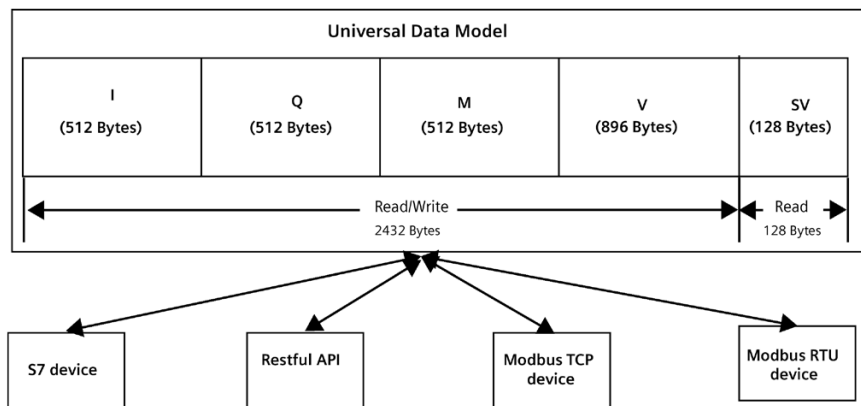 Universal Data Model
I
(512 Bytes)
Q
(512 Bytes)
M
(512 Bytes)
V
(896 Bytes)
SV
(128 Bytes)
Read/Write
2432 Bytes
Read
128 Bytes
S7 device
Restful API
Modbus TCP
device
Modbus RTU
device